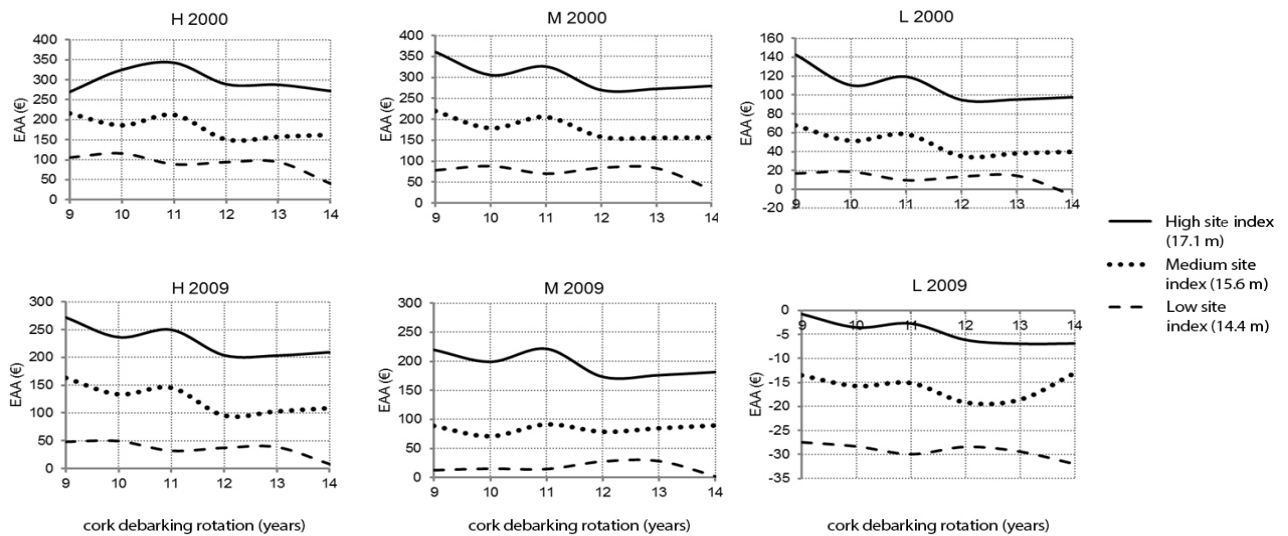 H 2000
EAA (€)
400
350
300
250
200
150
100
50
0
9 10 11 12 13 14
M 2000
EAA (€)
400
350
300
250
200
150
100
50
0
9 10 11 12 13 14
L 2000
EAA (€)
160
140
120
100
80
60
40
20
0
-20
9 10 11 12 13 14
High site index
(17.1 m)
Medium site
index (15.6 m)
Low site
index (14.4 m)
H 2009
EAA (€)
300
250
200
150
100
50
0
9 10 11 12 13 14
cork debarking rotation (years)
M 2009
EAA (€)
300
250
200
150
100
50
0
9 10 11 12 13 14
cork debarking rotation (years)
L 2009
EAA (€)
0
-5
-10
-15
-20
-25
-30
-35
9 10 11 12 13 14
cork debarking rotation (years)